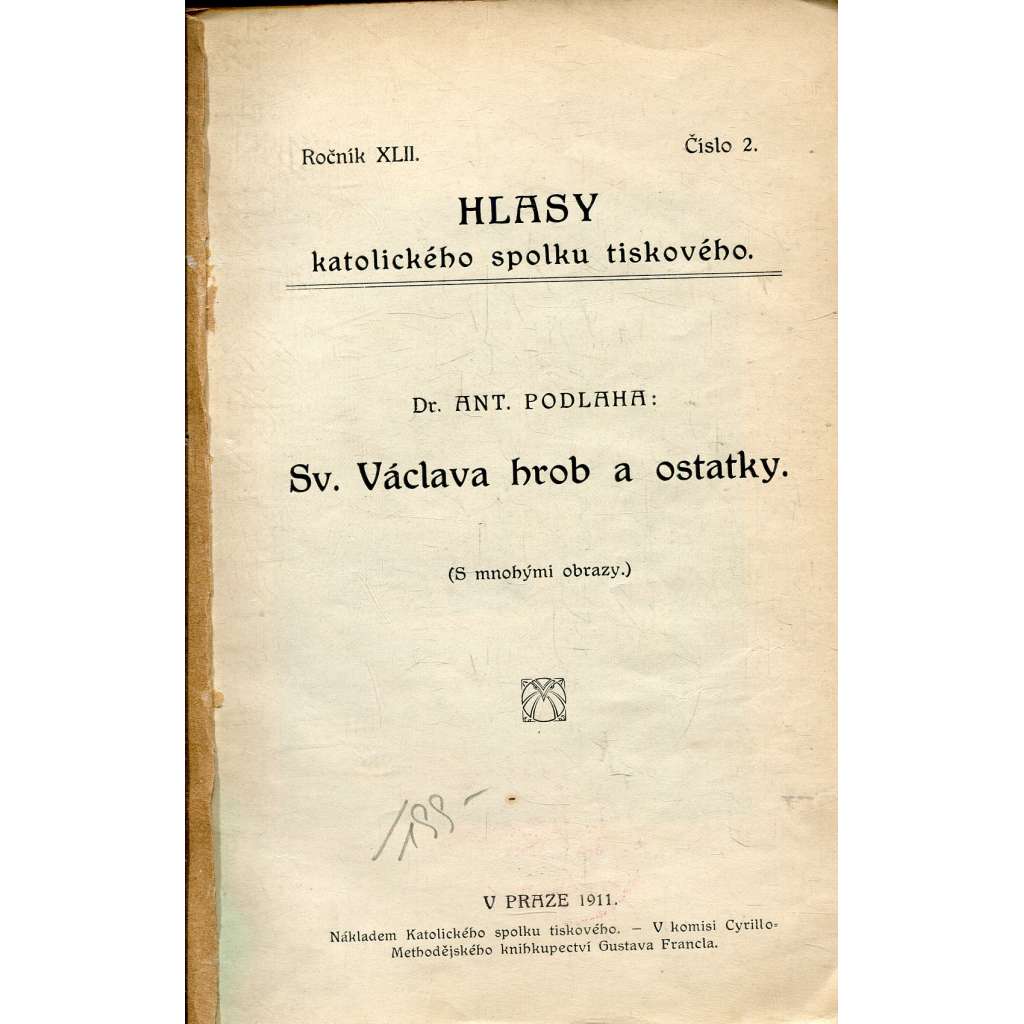 Ročník XLII.
Číslo 2.
HLASY
katolického spolku tiskového.
Dr. ANT. PODLAHA:
Sv. Václava hrob a ostatky.
(S mnohými obrazy.)
V PRAZE 1911.
Nákladem Katolického spolku tiskového. – V komisi Cyrillo-
Methodějského knihkupectví Gustava Francla.